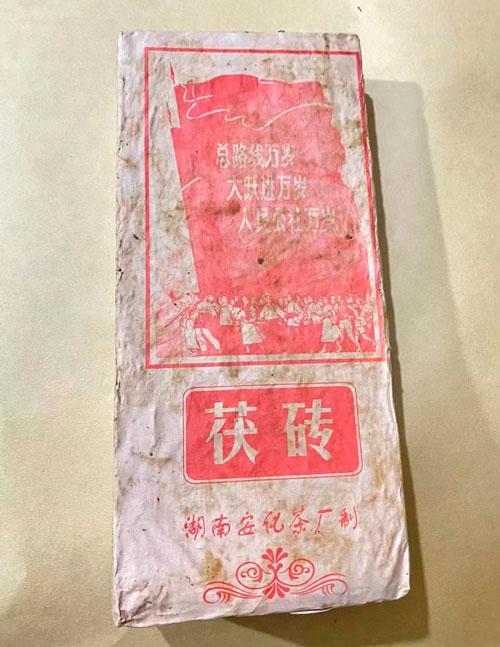 总路线万岁
大跃进万岁
人民公社万岁
茯砖
湖南安化茶厂制